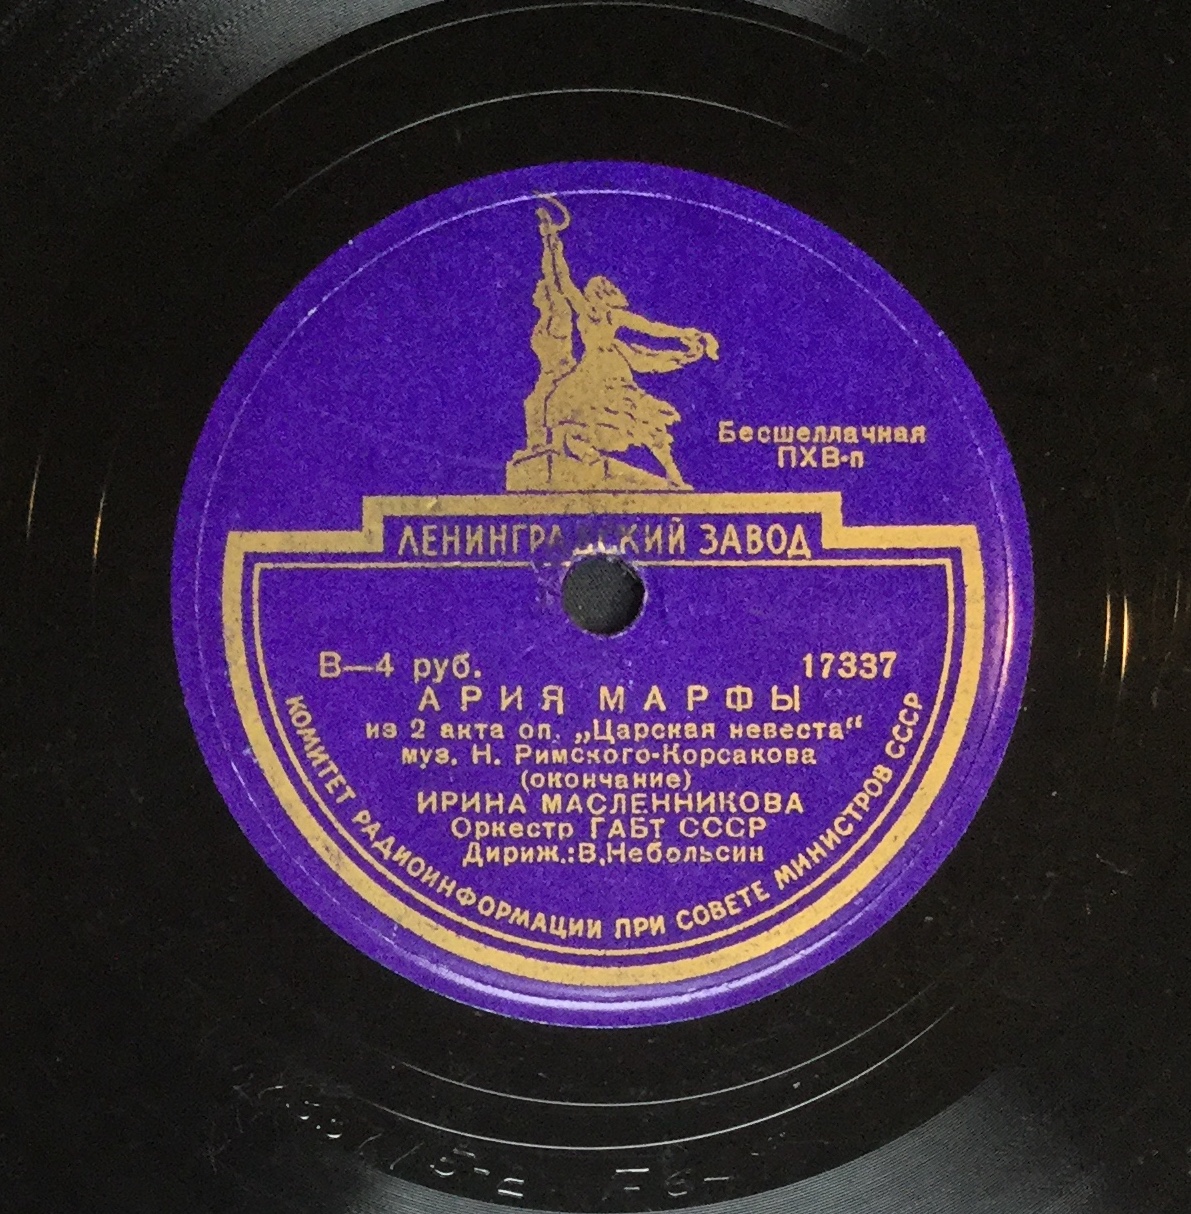 Бесшеллачная
ПХВ-п
ЛЕНИНГРАДСКИЙ ЗАВОД
В—4 руб. 17337
АРИЯ МАРФЫ
из 2 акта оп. „Царская невеста“
муз. Н. Римского-Корсакова
(окончание)
ИРИНА МАСЛЕННИКОВА
Оркестр ГАБТ СССР
Дириж.: В. Небольсин
КОМИТЕТ РАДИОИНФОРМАЦИИ ПРИ СОВЕТЕ МИНИСТРОВ СССР